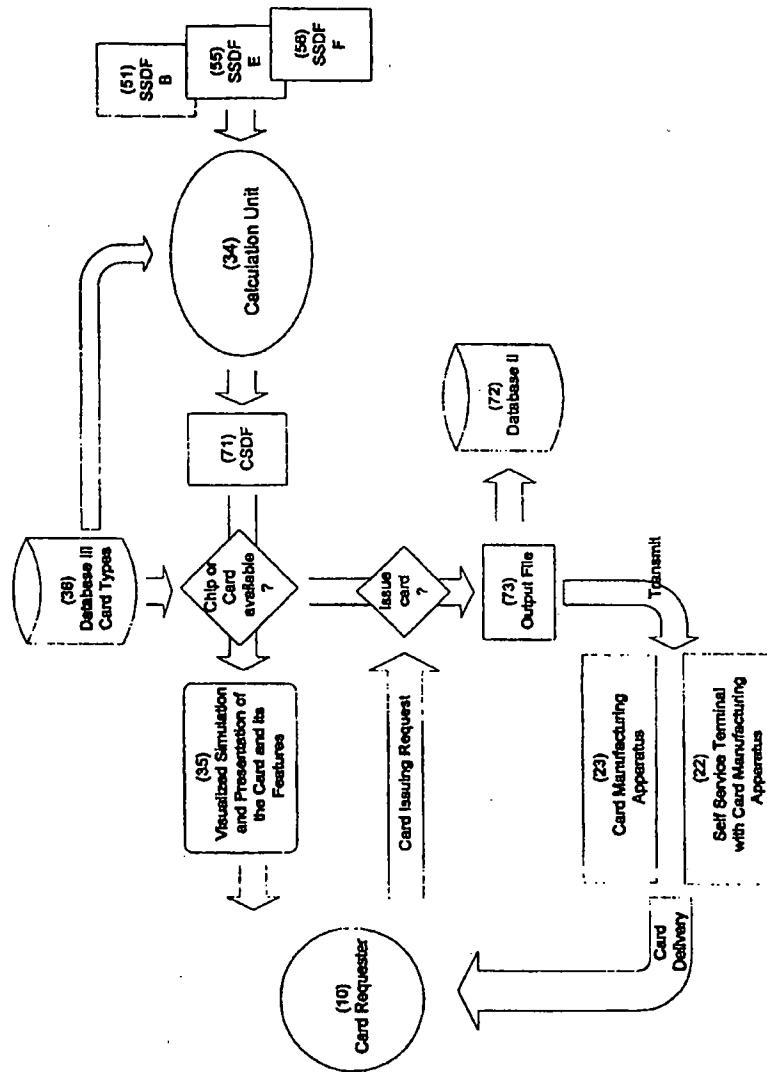 (51)
SSDF
B
(55)
SSDF
E
(56)
SSDF
F
(34)
Calculation Unit
(36)
Database III
Card Types
(71)
CSDF
Chip or
Card
available
?
(35)
Visualized Simulation
and Presentation of
the Card and its
Features
(10)
Card Requester
Card Issuing Request
Issue
card
?
(73)
Output File
(72)
Database II
Transmit
(23)
Card Manufacturing
Apparatus
(22)
Self Service Terminal
with Card Manufacturing
Apparatus
Card
Delivery